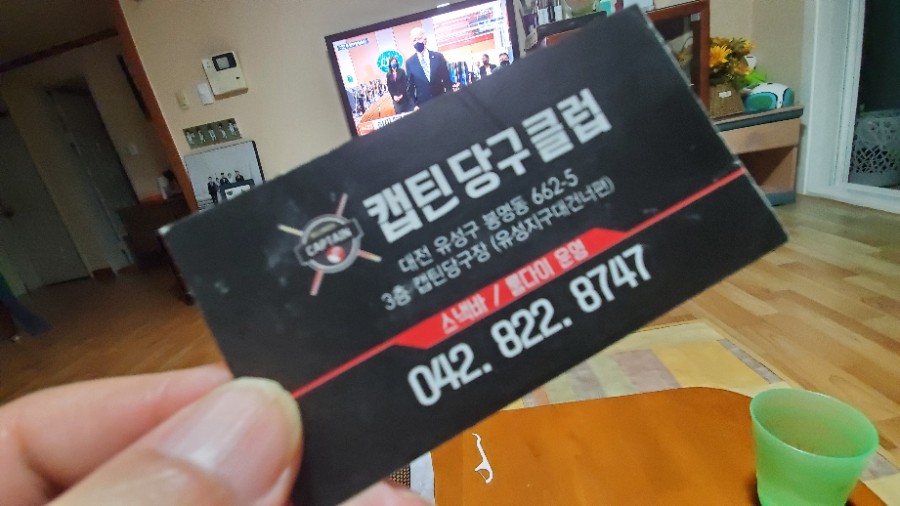 캡틴 당구클럽
CAPTAIN
대전 유성구 봉명동 662-5
3층 캡틴당구장 (유성지구대건너편)
스넥바 / 룸다이 운영
042. 822. 8747